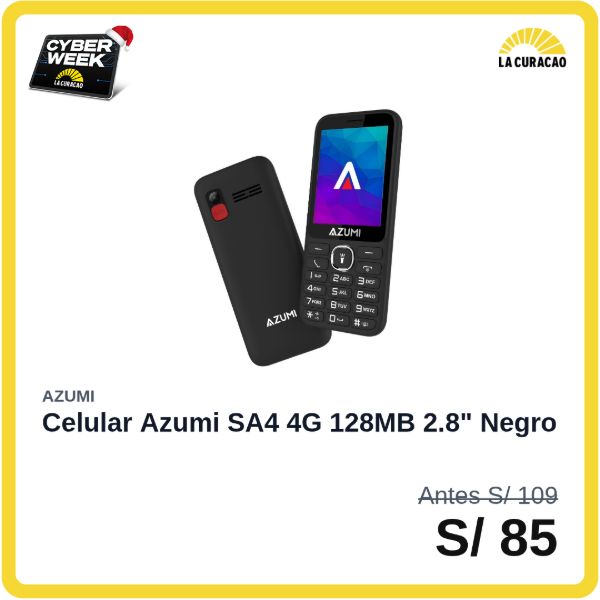 CYBER
WEEK
LA CURACAO
LA CURACAO
AZUMI
AZUMI
AZUMI
Celular Azumi SA4 4G 128MB 2.8" Negro
Antes S/ 109
S/ 85